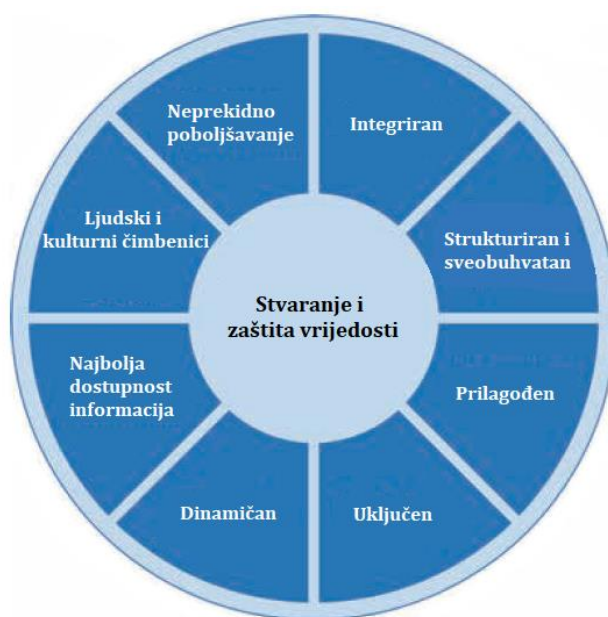 Neprekidno
poboljšavanje
Integriran
Ljudski i
kulturni čimbenici
Strukturiran i
sveobuhvatan
Stvaranje i
zaštita vrijedosti
Najbolja
dostupnost
informacija
Prilagođen
Dinamičan
Uključen